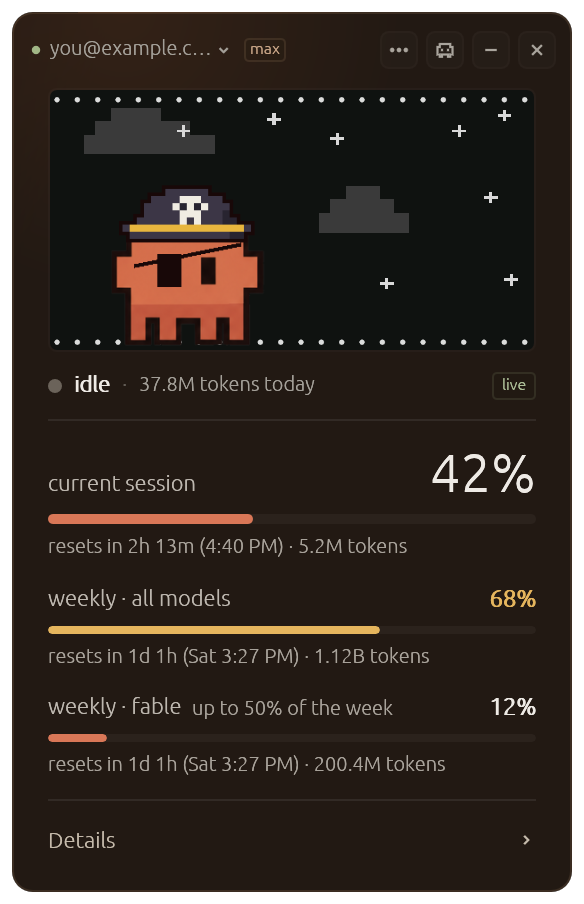 you@example.c... max
idle · 37.8M tokens today live
current session 42%
resets in 2h 13m (4:40 PM) · 5.2M tokens
weekly · all models 68%
resets in 1d 1h (Sat 3:27 PM) · 1.12B tokens
weekly · fable up to 50% of the week 12%
resets in 1d 1h (Sat 3:27 PM) · 200.4M tokens
Details